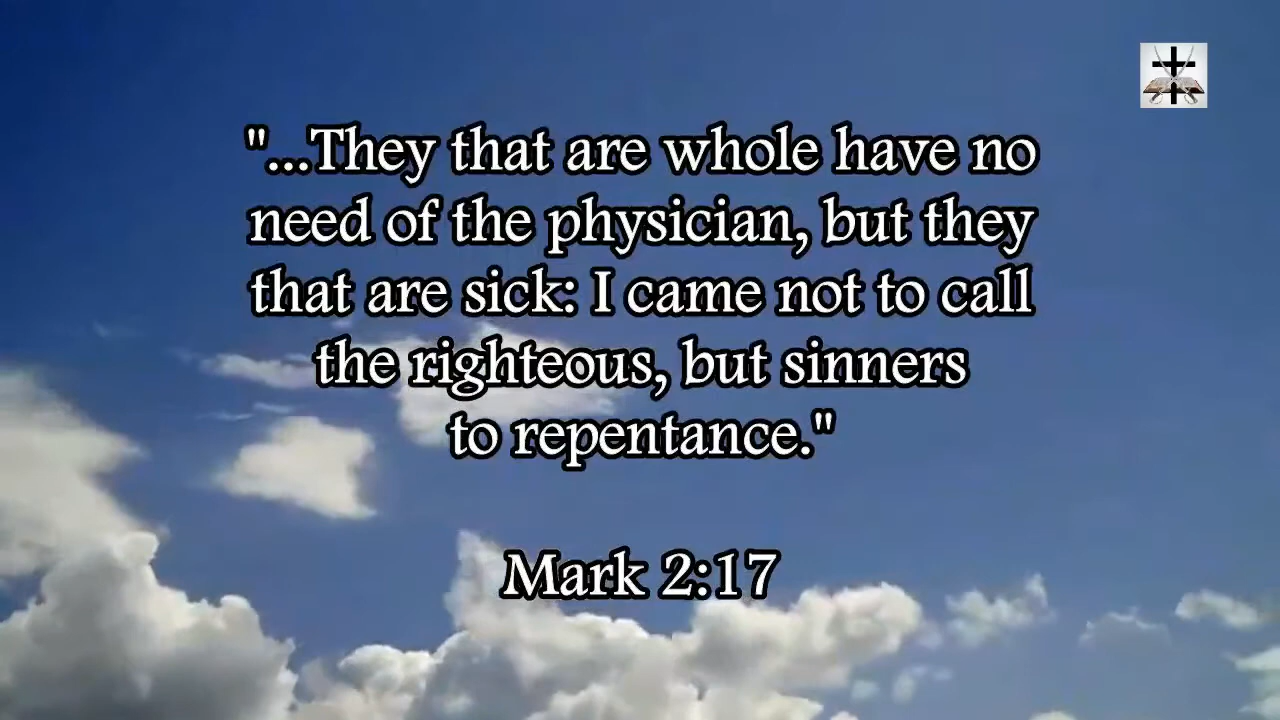 "...They that are whole have no
need of the physician, but they
that are sick: I came not to call
the righteous, but sinners
to repentance."
Mark 2:17